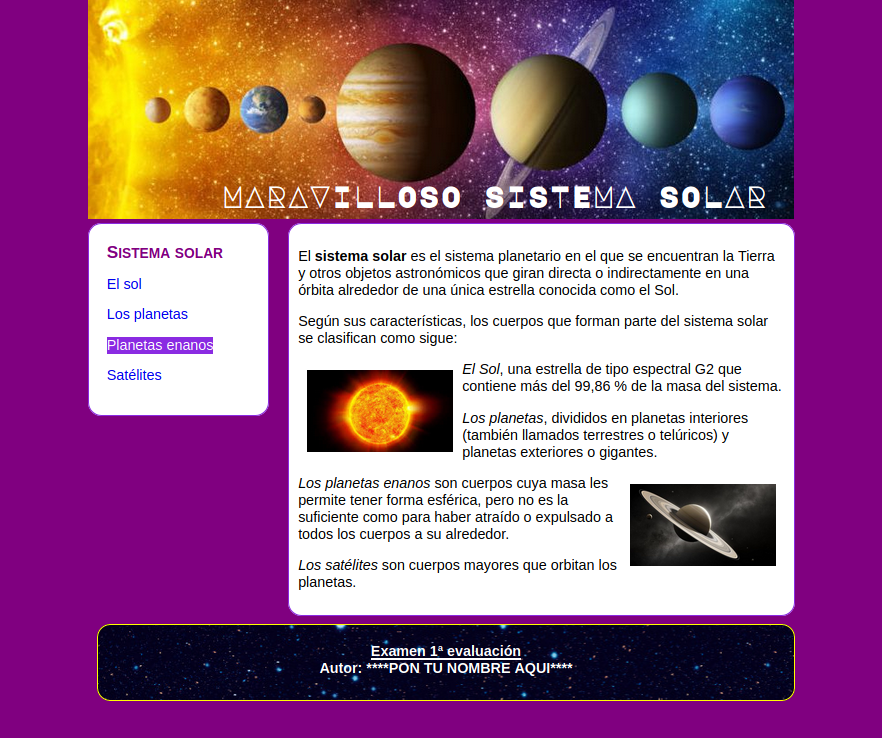 MARAVILLOSO SISTEMA SOLAR
SISTEMA SOLAR
El sol
Los planetas
Planetas enanos
Satélites
El sistema solar es el sistema planetario en el que se encuentran la Tierra
y otros objetos astronómicos que giran directa o indirectamente en una
órbita alrededor de una única estrella conocida como el Sol.
Según sus características, los cuerpos que forman parte del sistema solar
se clasifican como sigue:
El Sol, una estrella de tipo espectral G2 que
contiene más del 99,86 % de la masa del sistema.
Los planetas, divididos en planetas interiores
(también llamados terrestres o telúricos) y
planetas exteriores o gigantes.
Los planetas enanos son cuerpos cuya masa les
permite tener forma esférica, pero no es la
suficiente como para haber atraído o expulsado a
todos los cuerpos a su alrededor.
Los satélites son cuerpos mayores que orbitan los
planetas.
Examen 1ª evaluación
Autor: ****PON TU NOMBRE AQUI****